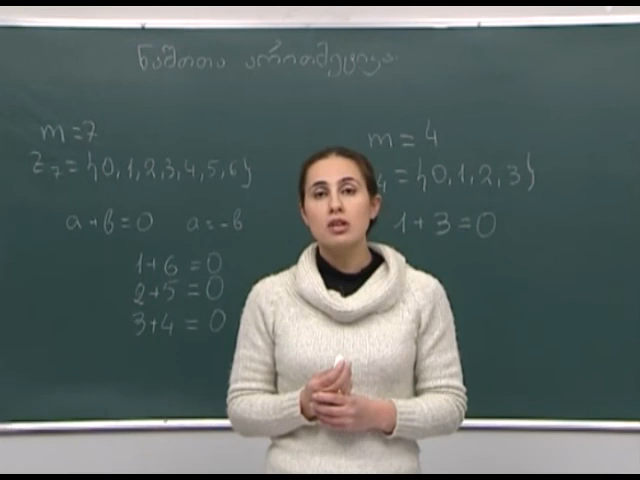 ნაშთთა არითმეტიკა
m = 7
Z₇ = {0, 1, 2, 3, 4, 5, 6}
a + b = 0 a = -b
1 + 6 = 0
2 + 5 = 0
3 + 4 = 0
m = 4
₄ = {0, 1, 2, 3}
1 + 3 = 0